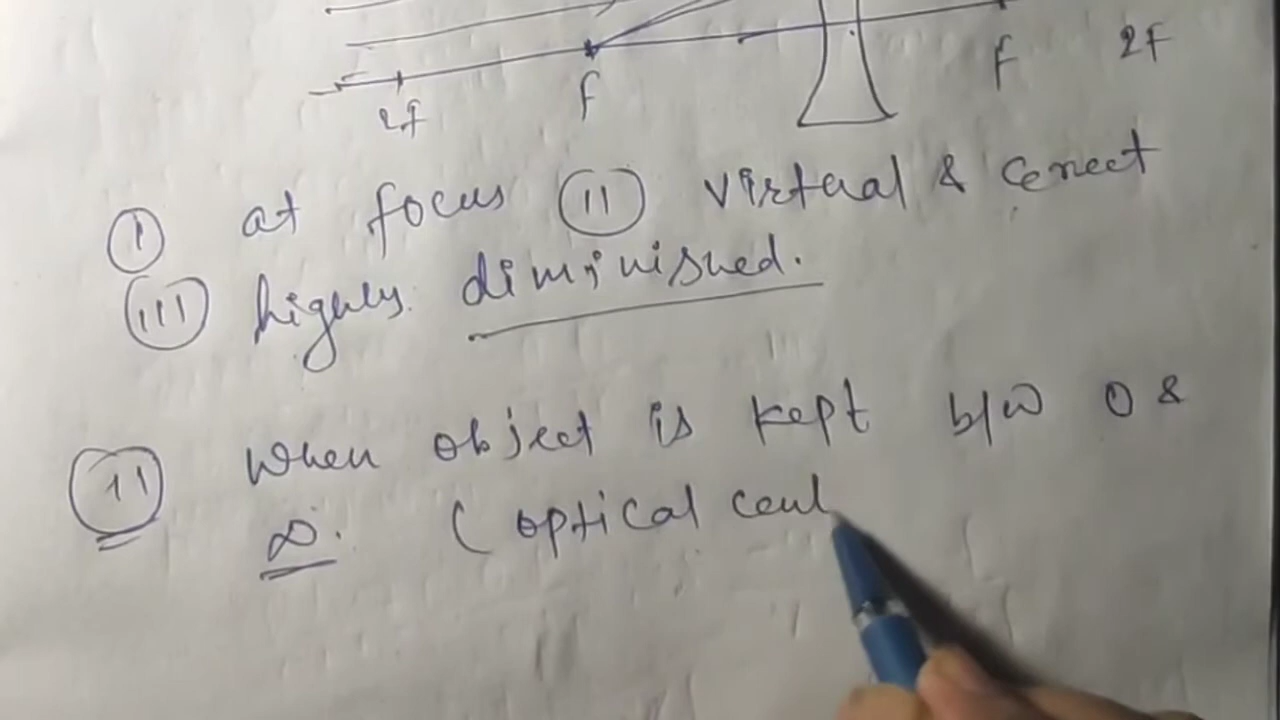 2f f f 2f
(I) at focus (II) virtual & erect
(III) highly diminished.
(II) when object is kept b/w O &
∞. (optical cent